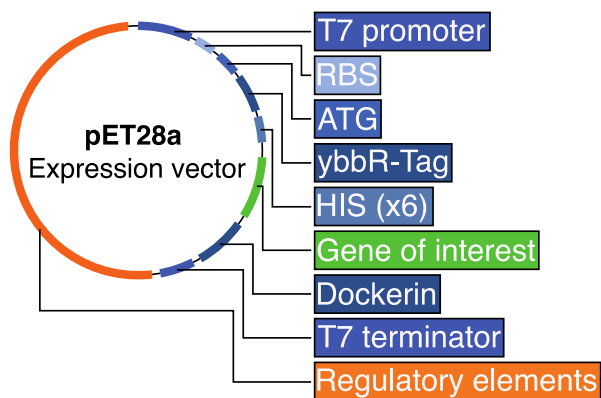 pET28a
Expression vector
T7 promoter
RBS
ATG
ybbR-Tag
HIS (x6)
Gene of interest
Dockerin
T7 terminator
Regulatory elements